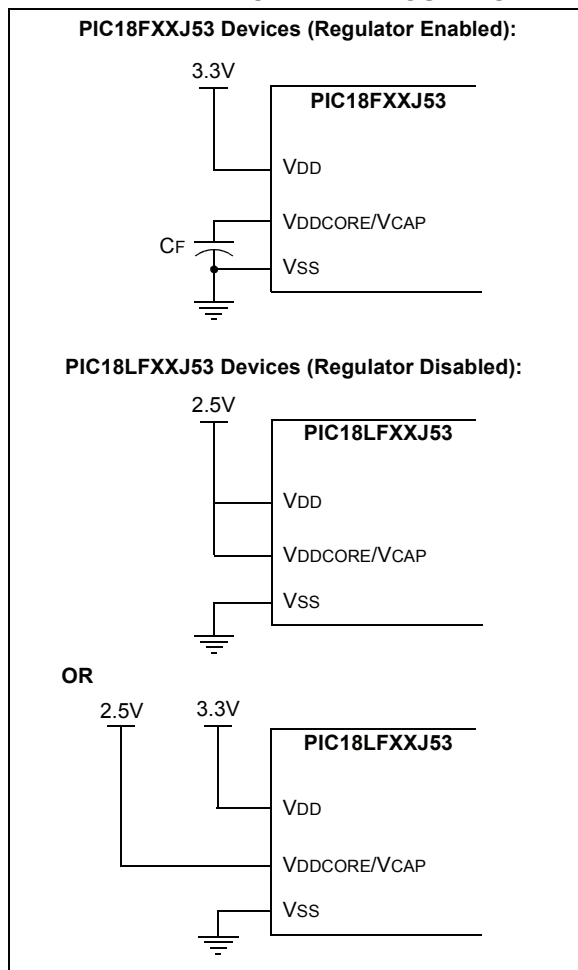 PIC18FXXJ53 Devices (Regulator Enabled):
3.3V
PIC18FXXJ53
VDD
VDDCORE/VCAP
CF
VSS
PIC18LFXXJ53 Devices (Regulator Disabled):
2.5V
PIC18LFXXJ53
VDD
VDDCORE/VCAP
VSS
OR
2.5V 3.3V
PIC18LFXXJ53
VDD
VDDCORE/VCAP
VSS